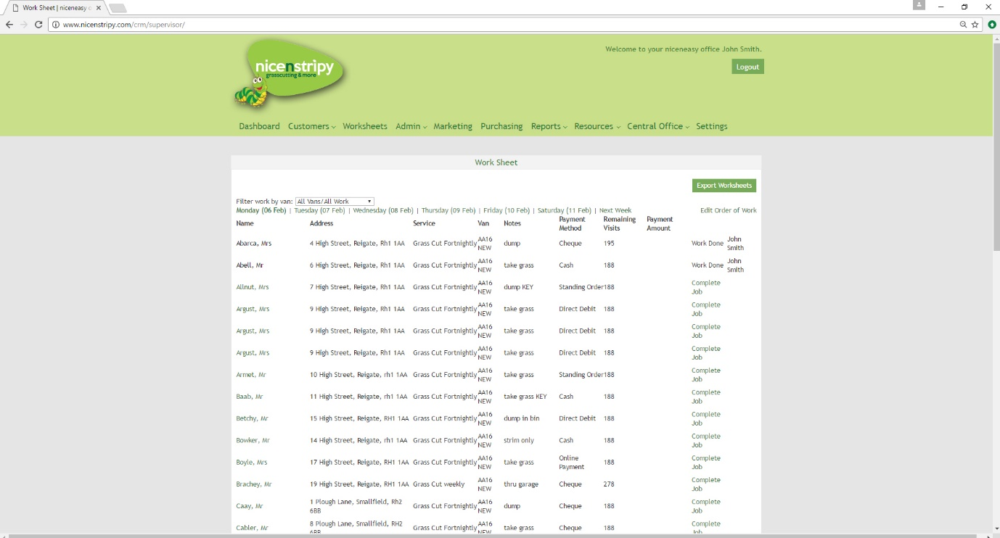 Work Sheet | niceneasy
www.nicenstripy.com/crm/supervisor/
Welcome to your niceneasy office John Smith.
nicenstripy
grasscutting & more
Logout
Dashboard Customers Worksheets Admin Marketing Purchasing Reports Resources Central Office Settings
Work Sheet
Export Worksheets
Filter work by van: All Vans/All Work
Monday (06 Feb) | Tuesday (07 Feb) | Wednesday (08 Feb) | Thursday (09 Feb) | Friday (10 Feb) | Saturday (11 Feb) | Next Week Edit Order of Work
Name Address Service Van Notes Payment Method Remaining Visits Payment Amount
Abarca, Mrs 4 High Street, Reigate, Rh1 1AA Grass Cut Fortnightly AA16 NEW dump Cheque 195 Work Done John Smith
Abell, Mr 6 High Street, Reigate, Rh1 1AA Grass Cut Fortnightly AA16 NEW take grass Cash 188 Work Done John Smith
Allnut, Mrs 7 High Street, Reigate, Rh1 1AA Grass Cut Fortnightly AA16 NEW dump KEY Standing Order 188 Complete Job
Argust, Mrs 9 High Street, Reigate, Rh1 1AA Grass Cut Fortnightly AA16 NEW take grass Direct Debit 188 Complete Job
Argust, Mrs 9 High Street, Reigate, Rh1 1AA Grass Cut Fortnightly AA16 NEW take grass Direct Debit 188 Complete Job
Argust, Mrs 9 High Street, Reigate, Rh1 1AA Grass Cut Fortnightly AA16 NEW take grass Direct Debit 188 Complete Job
Armet, Mr 10 High Street, Reigate, rh1 1AA Grass Cut Fortnightly AA16 NEW take grass Standing Order 188 Complete Job
Baab, Mr 11 High Street, Reigate, rh1 1AA Grass Cut Fortnightly AA16 NEW take grass KEY Cash 188 Complete Job
Betchy, Mr 15 High Street, Reigate, RH1 1AA Grass Cut Fortnightly AA16 NEW dump in bin Direct Debit 188 Complete Job
Bowker, Mr 14 High Street, Reigate, rh1 1AA Grass Cut Fortnightly AA16 NEW strim only Cash 188 Complete Job
Boyle, Mrs 17 High Street, Reigate, RH1 1AA Grass Cut Fortnightly AA16 NEW take grass Online Payment 188 Complete Job
Brachey, Mr 19 High Street, Reigate, RH1 1AA Grass Cut weekly AA16 NEW thru garage Cheque 278 Complete Job
Caay, Mr 1 Plough Lane, Smallfield, Rh2 6BB Grass Cut Fortnightly AA16 NEW dump Cheque 188 Complete Job
Cabler, Mr 8 Plough Lane, Smallfield, RH2 6BB Grass Cut Fortnightly AA16 NEW take grass Cheque 188 Complete Job